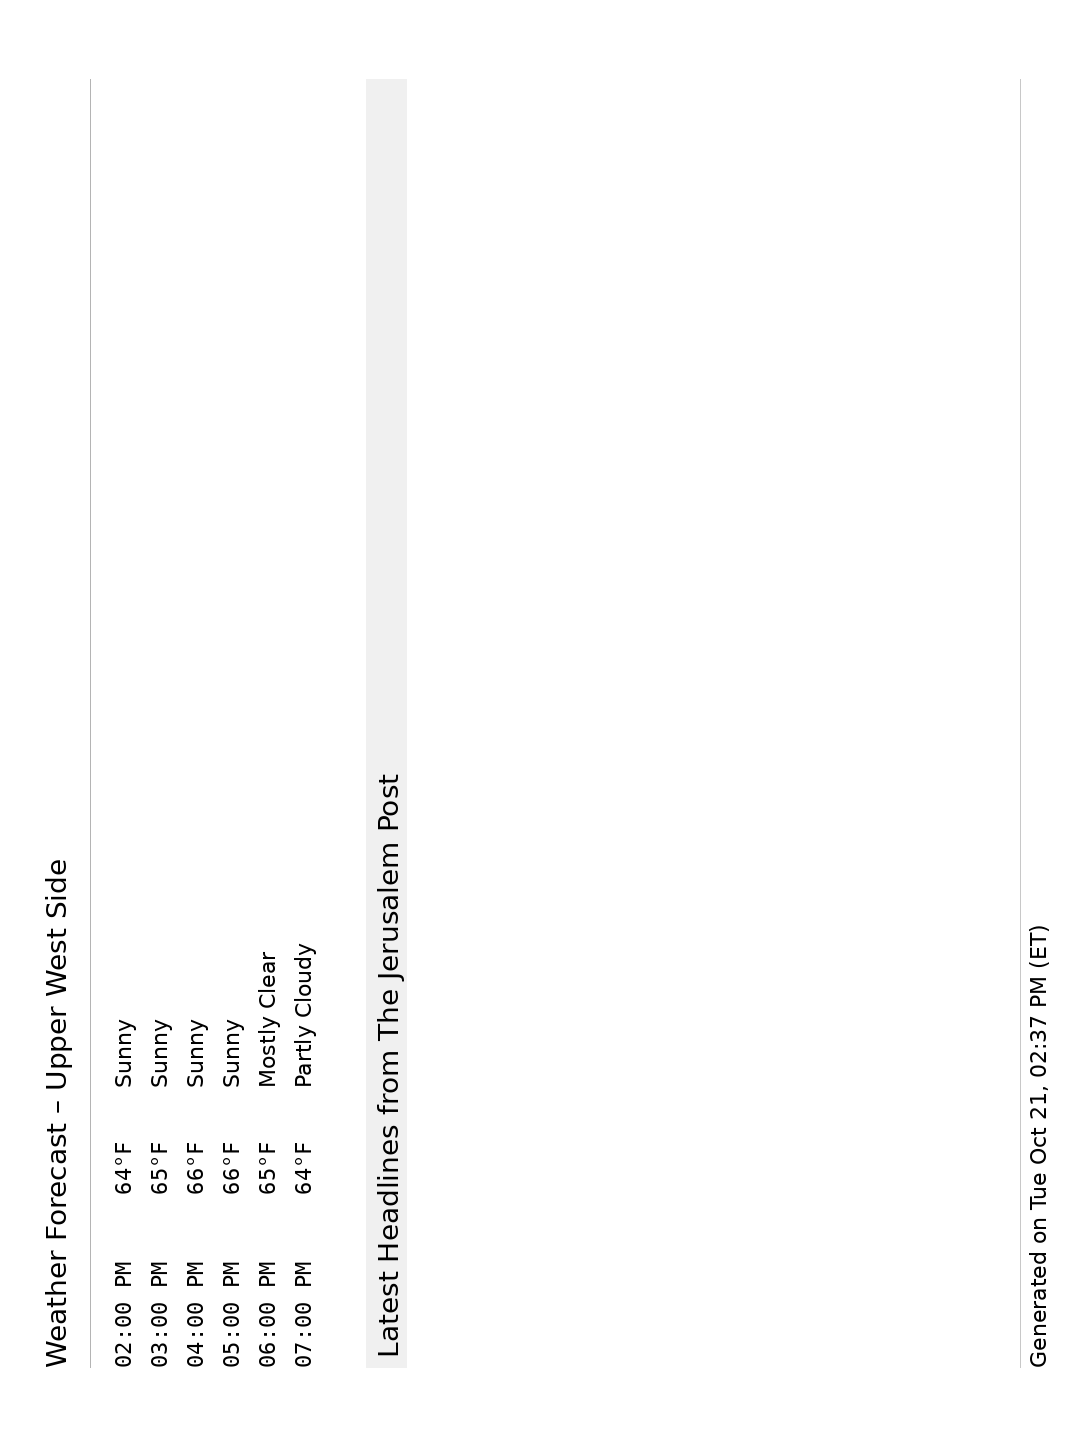 Weather Forecast – Upper West Side
02:00 PM 64°F Sunny
03:00 PM 65°F Sunny
04:00 PM 66°F Sunny
05:00 PM 66°F Sunny
06:00 PM 65°F Mostly Clear
07:00 PM 64°F Partly Cloudy
Latest Headlines from The Jerusalem Post
Generated on Tue Oct 21, 02:37 PM (ET)